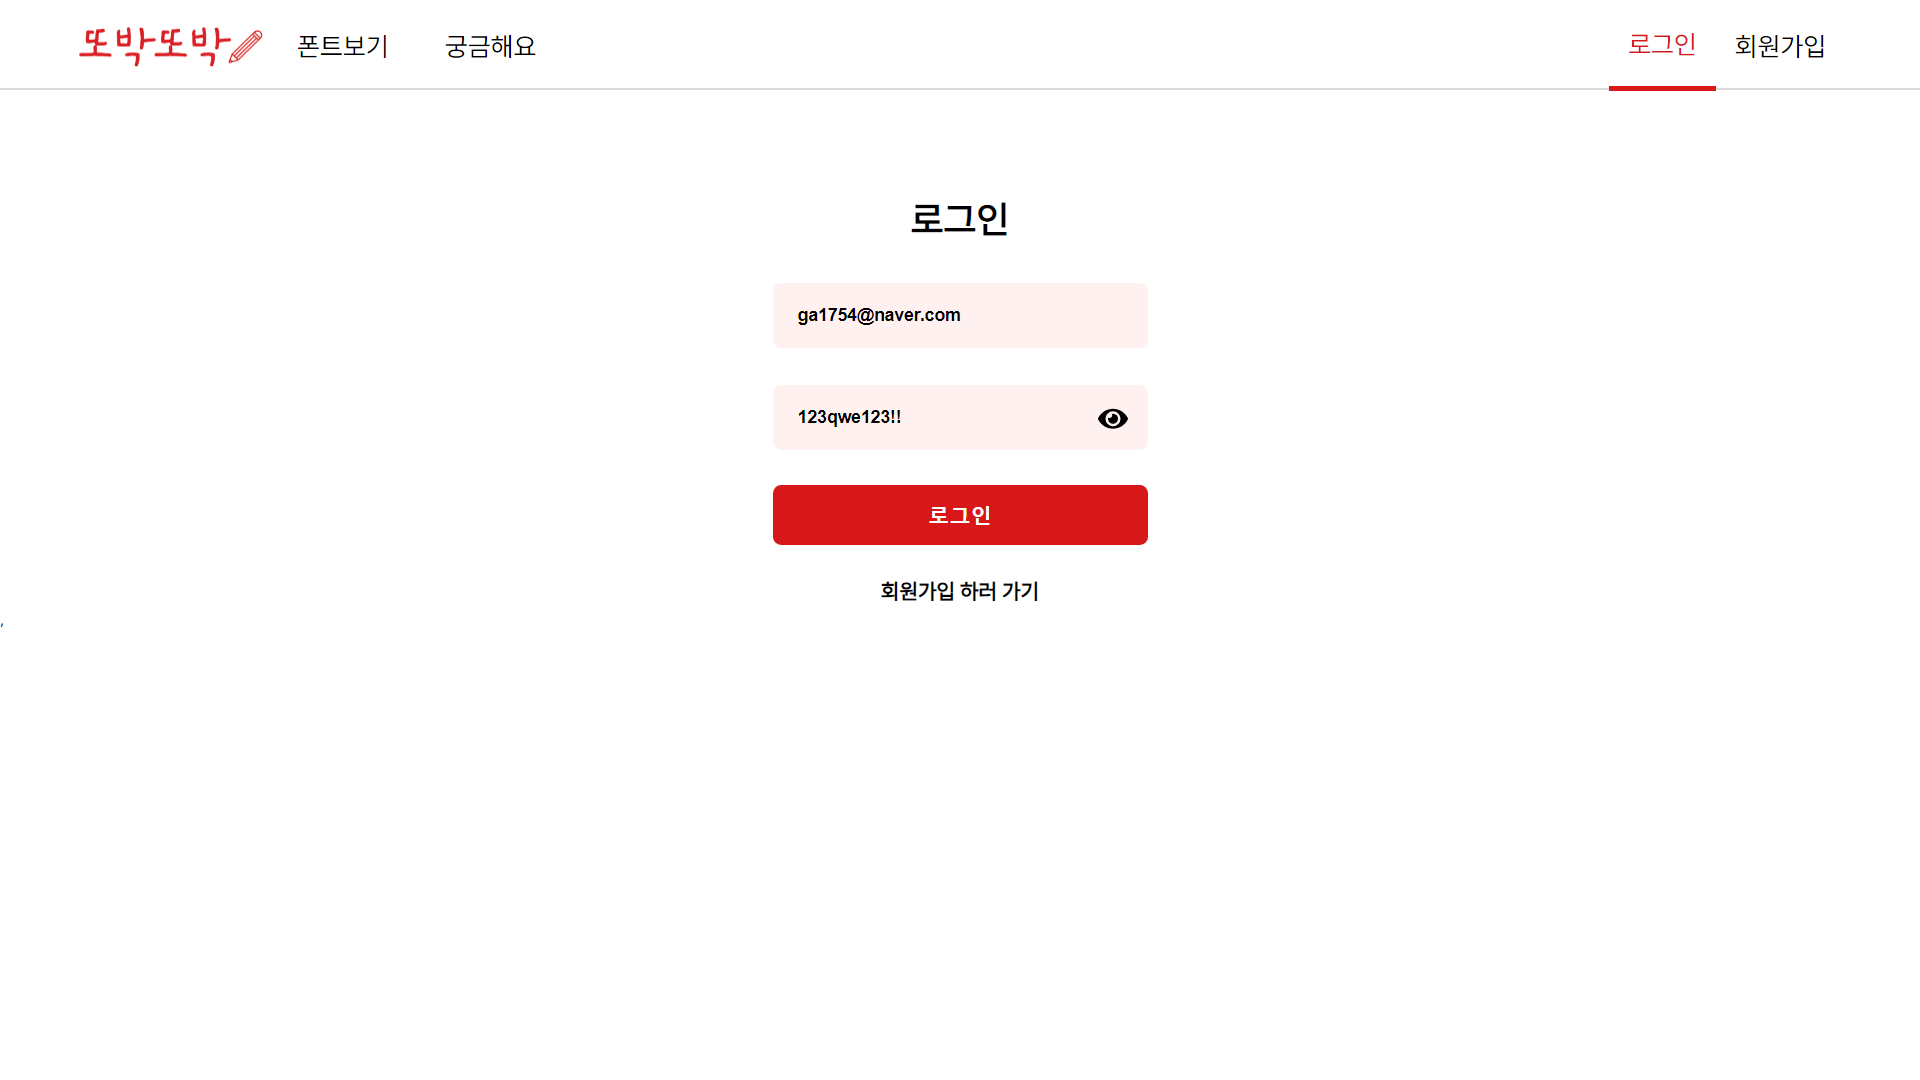 또박또박 폰트보기 궁금해요 로그인 회원가입
로그인
ga1754@naver.com
123qwe123!!
로그인
회원가입 하러 가기
,